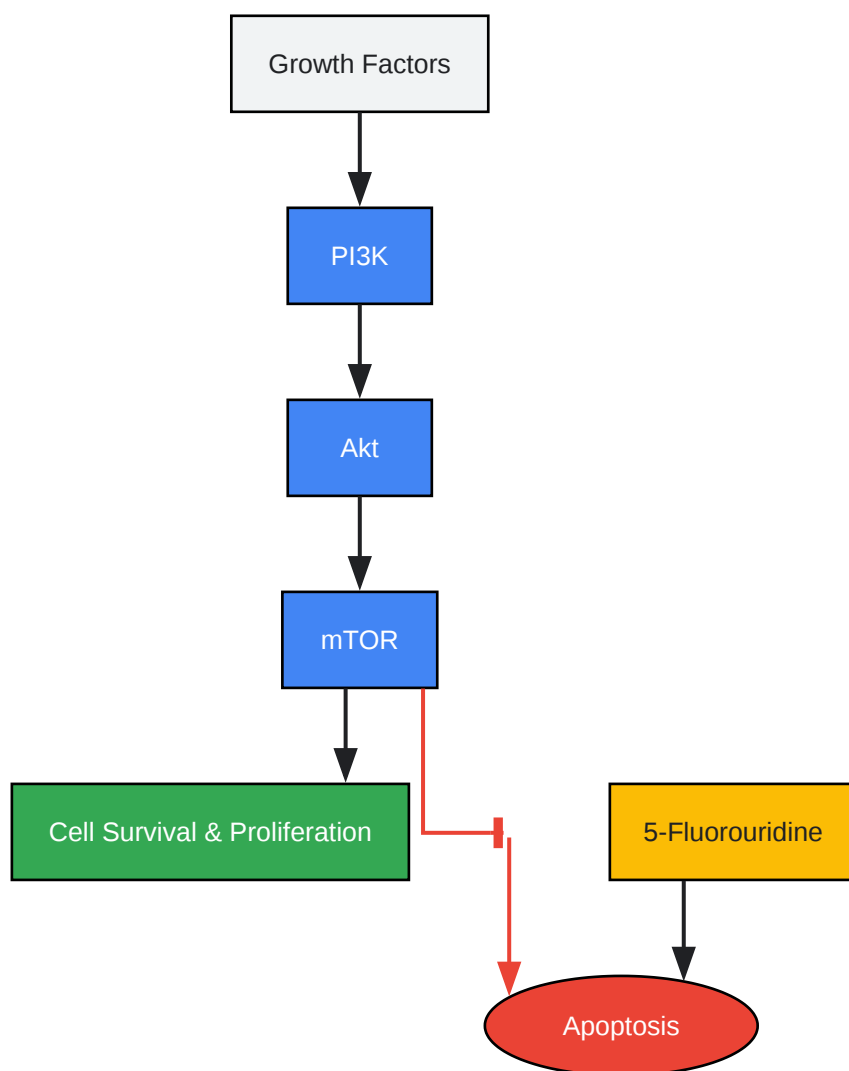 Growth Factors
PI3K
Akt
mTOR
Cell Survival & Proliferation
5-Fluorouridine
Apoptosis